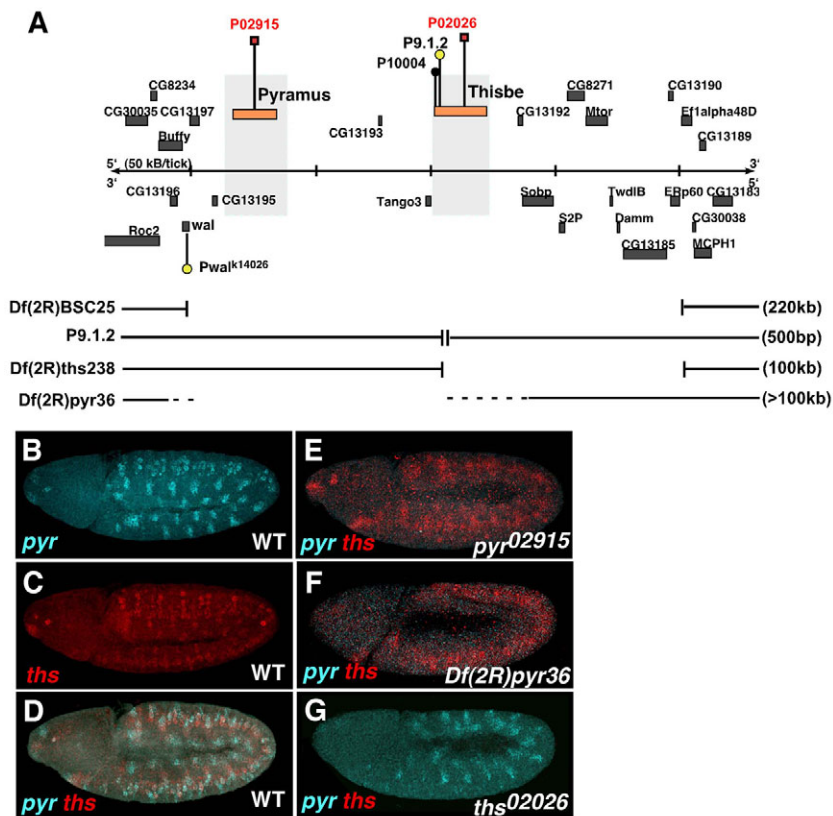 A
P02915
P02026
P9.1.2
P10004
CG8234
CG30035
CG13197
Buffy
Pyramus
CG13193
Thisbe
CG13192
CG8271
Mtor
CG13190
Ef1alpha48D
CG13189
5‘ (50 kB/tick) 3‘
3‘ 5‘
CG13196
CG13195
Tango3
Sobp
TwdlB
ERp60
CG13183
Roc2
wal
S2P
Damm
CG30038
CG13185
MCPH1
Pwalk14026
Df(2R)BSC25 (220kb)
P9.1.2 (500bp)
Df(2R)ths238 (100kb)
Df(2R)pyr36 (>100kb)
B
pyr WT
E
pyr ths pyr02915
C
ths WT
F
pyr ths Df(2R)pyr36
D
pyr ths WT
G
pyr ths ths02026